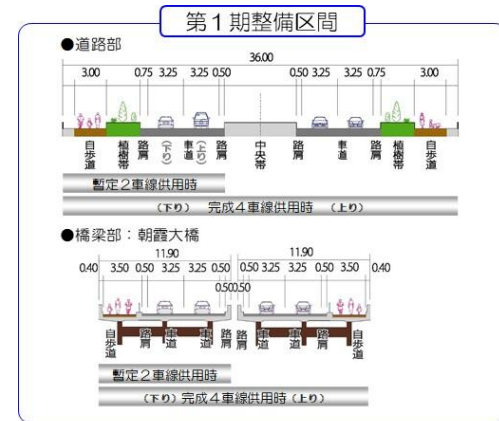 第1期整備区間
●道路部
36.00
3.00 0.75 3.25 3.25 0.50 0.50 3.25 3.25 0.75 3.00
自歩道 植樹帯 路肩 (下り) 車道 (上り) 路肩 中央帯 路肩 車道 路肩 植樹帯 自歩道
暫定2車線供用時
(下り) 完成4車線供用時 (上り)
●橋梁部:朝霞大橋
11.90 11.90
0.40 3.50 0.50 3.25 3.25 0.50 0.50 3.25 3.25 0.50 3.50 0.40
0.50 0.50
自歩道 路肩 車道 車道 路肩 路肩 車道 車道 路肩 自歩道
暫定2車線供用時
(下り) 完成4車線供用時 (上り)